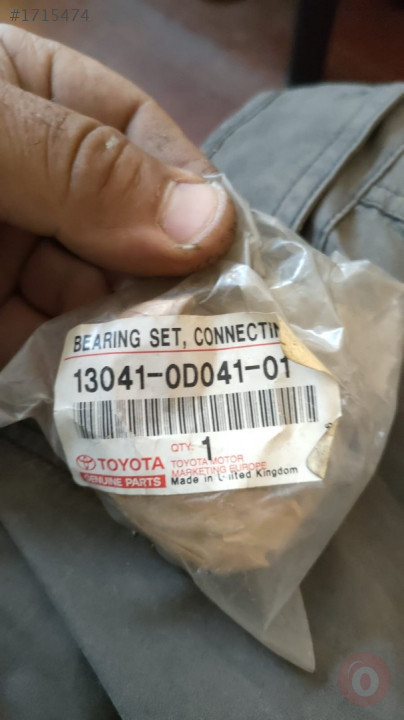 #1715474
BEARING SET, CONNECTIN
13041-0D041-01
QTY. 1
TOYOTA
GENUINE PARTS
TOYOTA MOTOR
MARKETING EUROPE
Made in United Kingdom